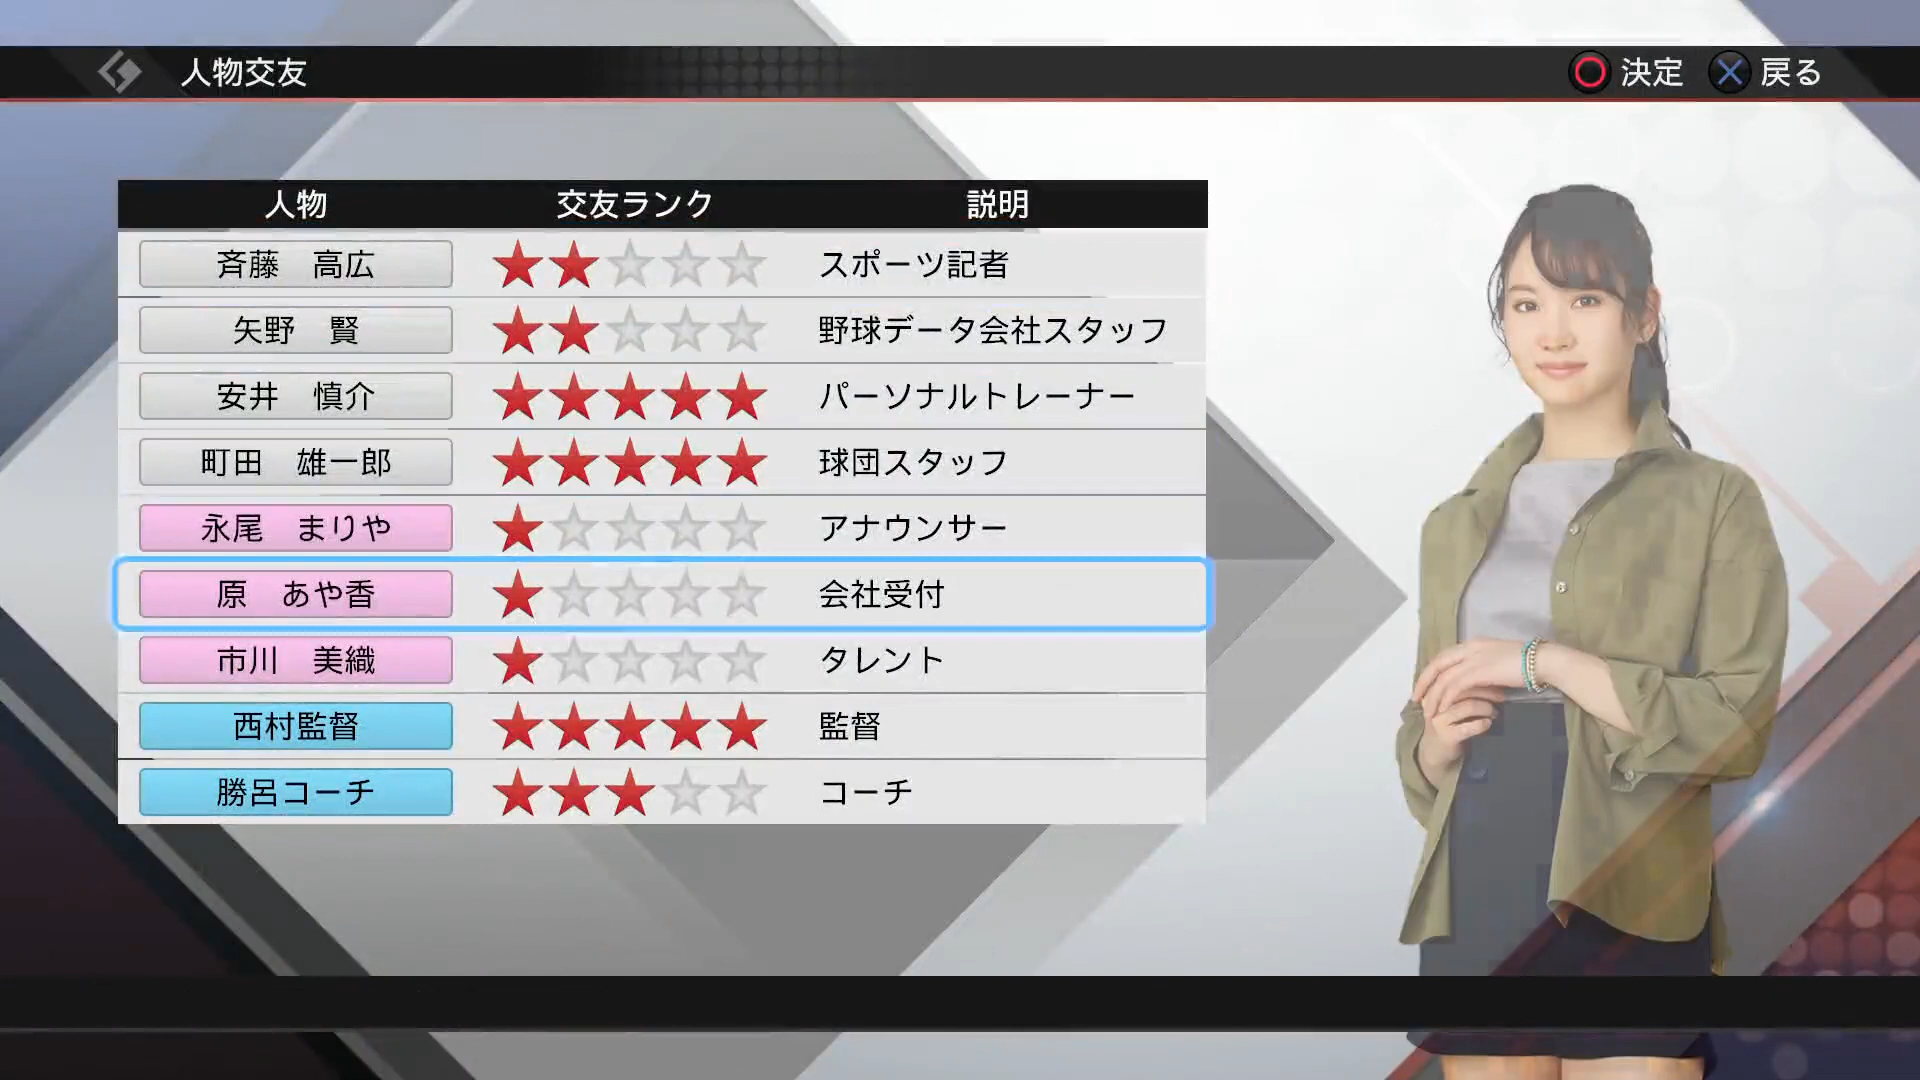 人物交友
決定 戻る
人物 交友ランク 説明
斉藤 高広 ★★☆☆☆ スポーツ記者
矢野 賢 ★★☆☆☆ 野球データ会社スタッフ
安井 慎介 ★★★★★ パーソナルトレーナー
町田 雄一郎 ★★★★★ 球団スタッフ
永尾 まりや ★☆☆☆☆ アナウンサー
原 あや香 ★☆☆☆☆ 会社受付
市川 美織 ★☆☆☆☆ タレント
西村監督 ★★★★★ 監督
勝呂コーチ ★★★☆☆ コーチ